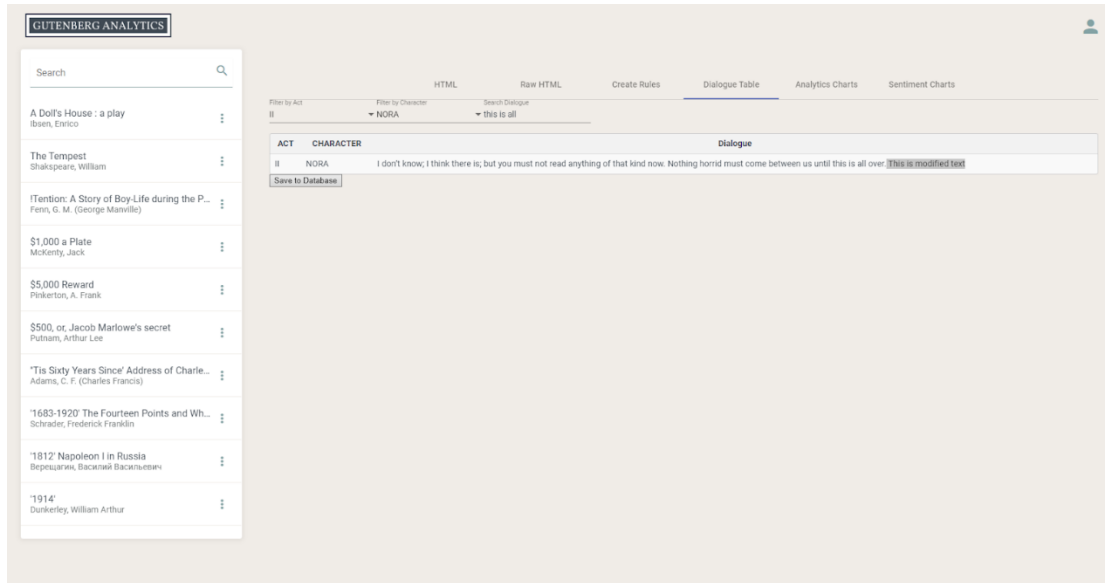 GUTENBERG ANALYTICS
Search
A Doll's House : a play
Ibsen, Enrico
The Tempest
Shakspeare, William
!Tention: A Story of Boy-Life during the P...
Fenn, G. M. (George Manville)
$1,000 a Plate
McKenty, Jack
$5,000 Reward
Pinkerton, A. Frank
$500, or, Jacob Marlowe's secret
Putnam, Arthur Lee
"Tis Sixty Years Since' Address of Charle...
Adams, C. F. (Charles Francis)
'1683-1920' The Fourteen Points and Wh...
Schrader, Frederick Franklin
'1812' Napoleon I in Russia
Верещагин, Василий Васильевич
'1914'
Dunkerley, William Arthur
HTML Raw HTML Create Rules Dialogue Table Analytics Charts Sentiment Charts
Filter by Act Filter by Character Search Dialogue
II NORA this is all
ACT CHARACTER Dialogue
II NORA I don't know; I think there is; but you must not read anything of that kind now. Nothing horrid must come between us until this is all over. This is modified text
Save to Database